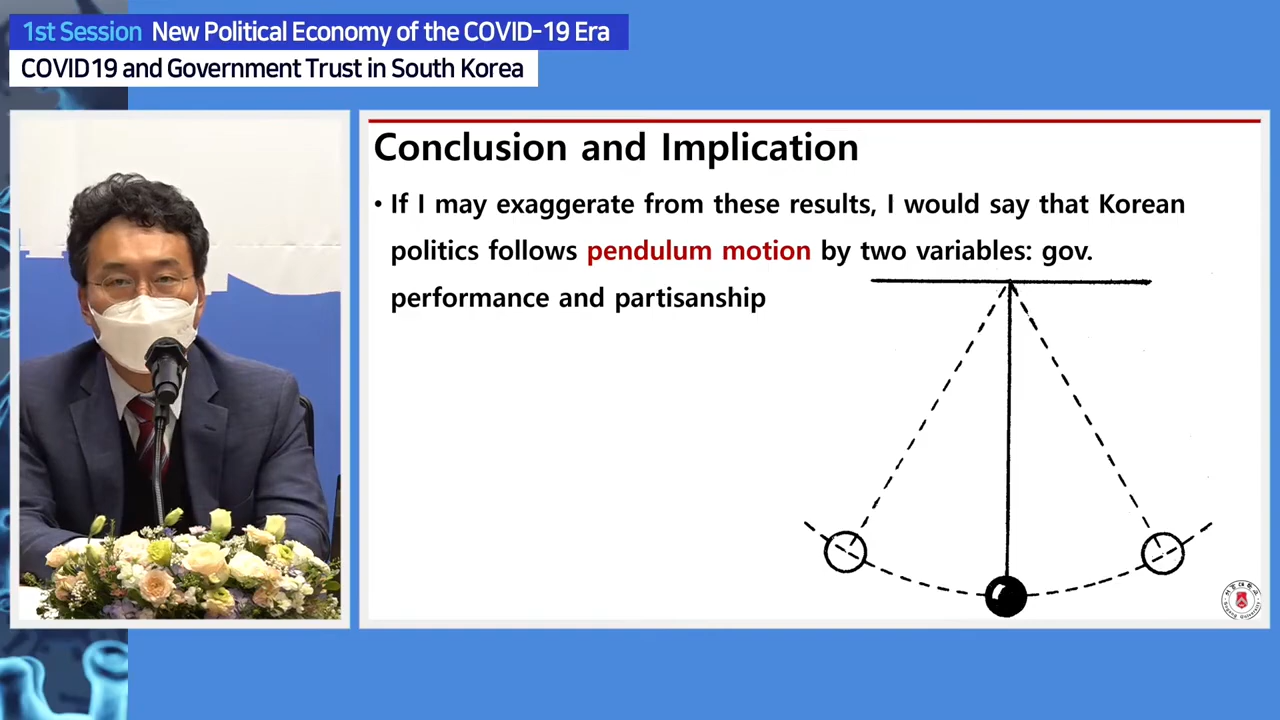 1st Session New Political Economy of the COVID-19 Era
COVID19 and Government Trust in South Korea
Conclusion and Implication
• If I may exaggerate from these results, I would say that Korean
politics follows pendulum motion by two variables: gov.
performance and partisanship